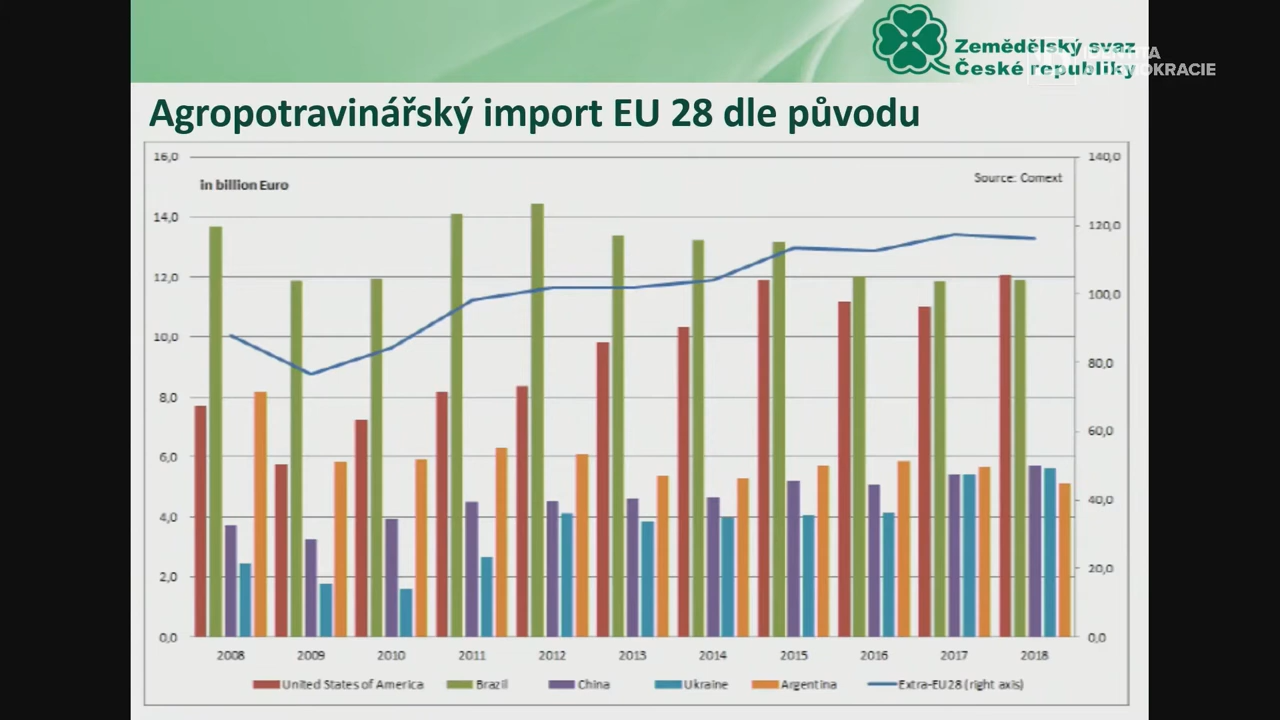 Zemědělský svaz
České republiky
Agropotravinářský import EU 28 dle původu
16,0
14,0
12,0
10,0
8,0
6,0
4,0
2,0
0,0
in billion Euro
Source: Comext
140,0
120,0
100,0
80,0
60,0
40,0
20,0
0,0
2008 2009 2010 2011 2012 2013 2014 2015 2016 2017 2018
United States of America Brazil China Ukraine Argentina Extra-EU28 (right axis)